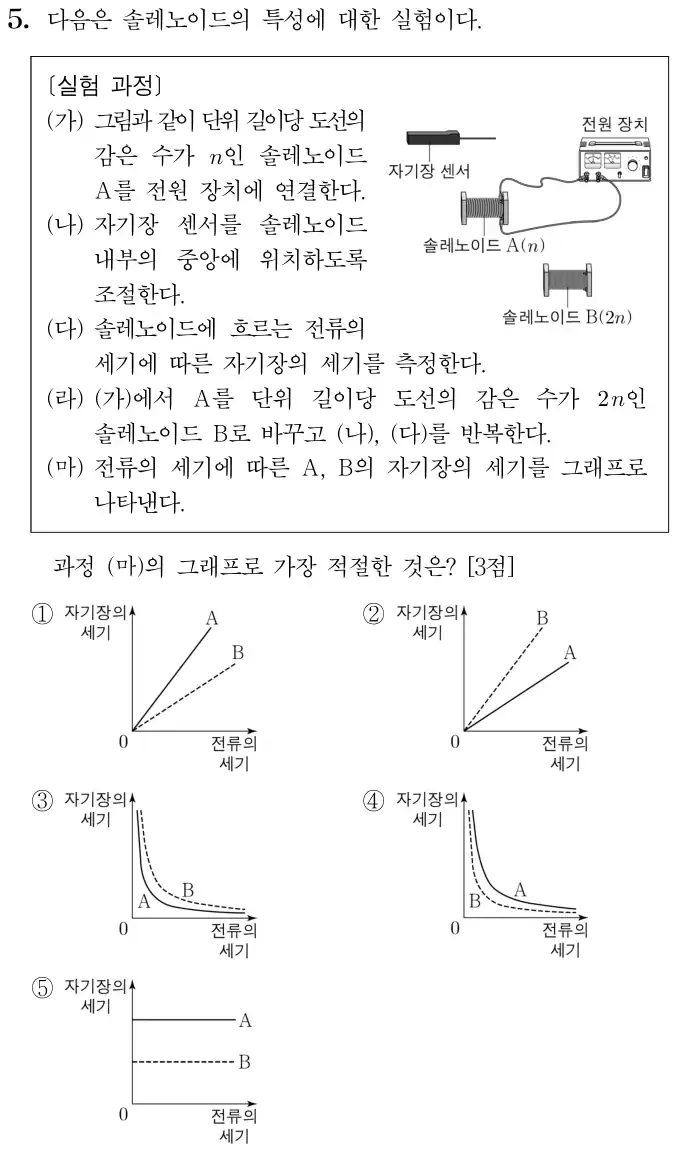 5. 다음은 솔레노이드의 특성에 대한 실험이다.
〔실험 과정〕
(가) 그림과 같이 단위 길이당 도선의
감은 수가 n인 솔레노이드
A를 전원 장치에 연결한다.
(나) 자기장 센서를 솔레노이드
내부의 중앙에 위치하도록
조절한다.
(다) 솔레노이드에 흐르는 전류의
세기에 따른 자기장의 세기를 측정한다.
(라) (가)에서 A를 단위 길이당 도선의 감은 수가 2n인
솔레노이드 B로 바꾸고 (나), (다)를 반복한다.
(마) 전류의 세기에 따른 A, B의 자기장의 세기를 그래프로
나타낸다.
전원 장치
자기장 센서
솔레노이드 A(n)
솔레노이드 B(2n)
과정 (마)의 그래프로 가장 적절한 것은? [3점]
① 자기장의
세기
A
B
0
전류의
세기
② 자기장의
세기
B
A
0
전류의
세기
③ 자기장의
세기
B
A
0
전류의
세기
④ 자기장의
세기
A
B
0
전류의
세기
⑤ 자기장의
세기
A
B
0
전류의
세기